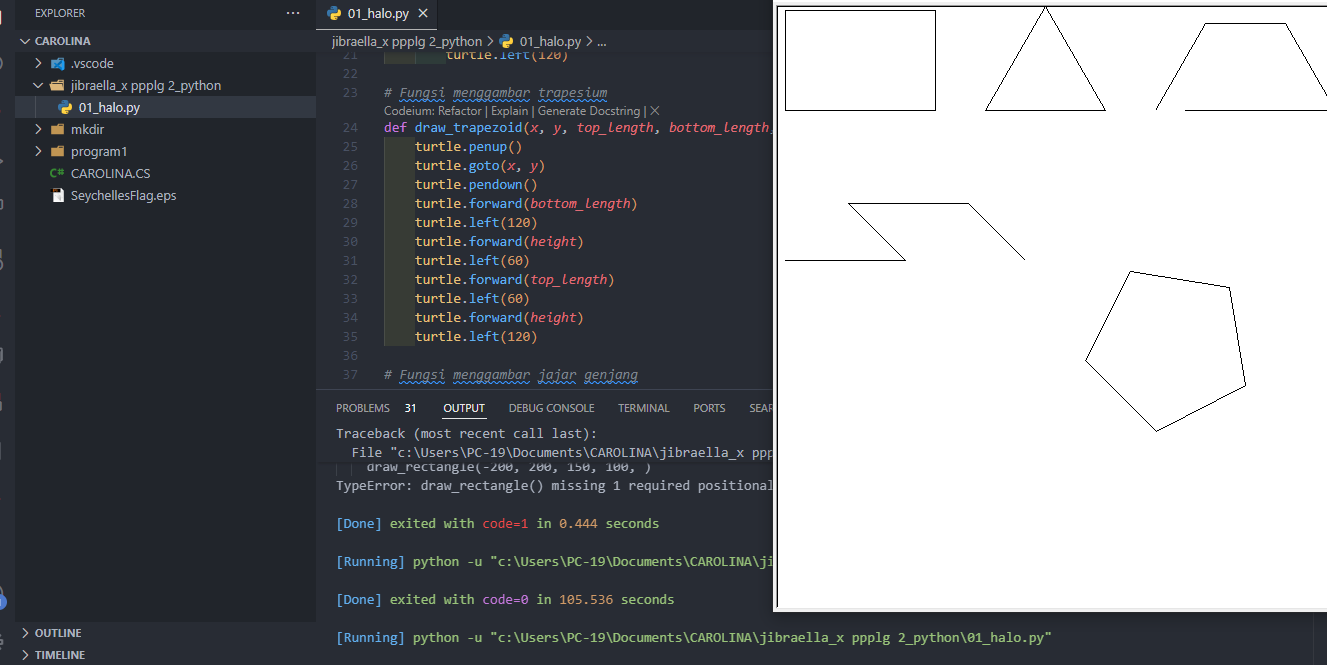 EXPLORER
CAROLINA
.vscode
jibraella_x ppplg 2_python
01_halo.py
mkdir
program1
CAROLINA.CS
SeychellesFlag.eps
OUTLINE
TIMELINE
01_halo.py
jibraella_x ppplg 2_python > 01_halo.py > ...
21 turtle.left(120)
22
23 # Fungsi menggambar trapesium
Codeium: Refactor | Explain | Generate Docstring | X
24 def draw_trapezoid(x, y, top_length, bottom_length,
25 turtle.penup()
26 turtle.goto(x, y)
27 turtle.pendown()
28 turtle.forward(bottom_length)
29 turtle.left(120)
30 turtle.forward(height)
31 turtle.left(60)
32 turtle.forward(top_length)
33 turtle.left(60)
34 turtle.forward(height)
35 turtle.left(120)
36
37 # Fungsi menggambar jajar genjang
PROBLEMS 31 OUTPUT DEBUG CONSOLE TERMINAL PORTS SEAR
Traceback (most recent call last):
File "c:\Users\PC-19\Documents\CAROLINA\jibraella_x ppp
draw_rectangle(-200, 200, 150, 100, )
TypeError: draw_rectangle() missing 1 required positional
[Done] exited with code=1 in 0.444 seconds
[Running] python -u "c:\Users\PC-19\Documents\CAROLINA\ji
[Done] exited with code=0 in 105.536 seconds
[Running] python -u "c:\Users\PC-19\Documents\CAROLINA\jibraella_x ppplg 2_python\01_halo.py"